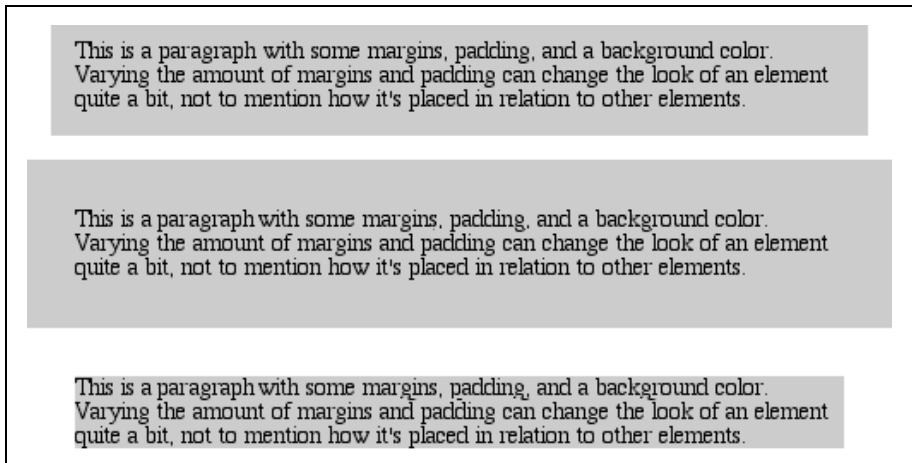 This is a paragraph with some margins, padding, and a background color.
Varying the amount of margins and padding can change the look of an element
quite a bit, not to mention how it's placed in relation to other elements.
This is a paragraph with some margins, padding, and a background color.
Varying the amount of margins and padding can change the look of an element
quite a bit, not to mention how it's placed in relation to other elements.
This is a paragraph with some margins, padding, and a background color.
Varying the amount of margins and padding can change the look of an element
quite a bit, not to mention how it's placed in relation to other elements.